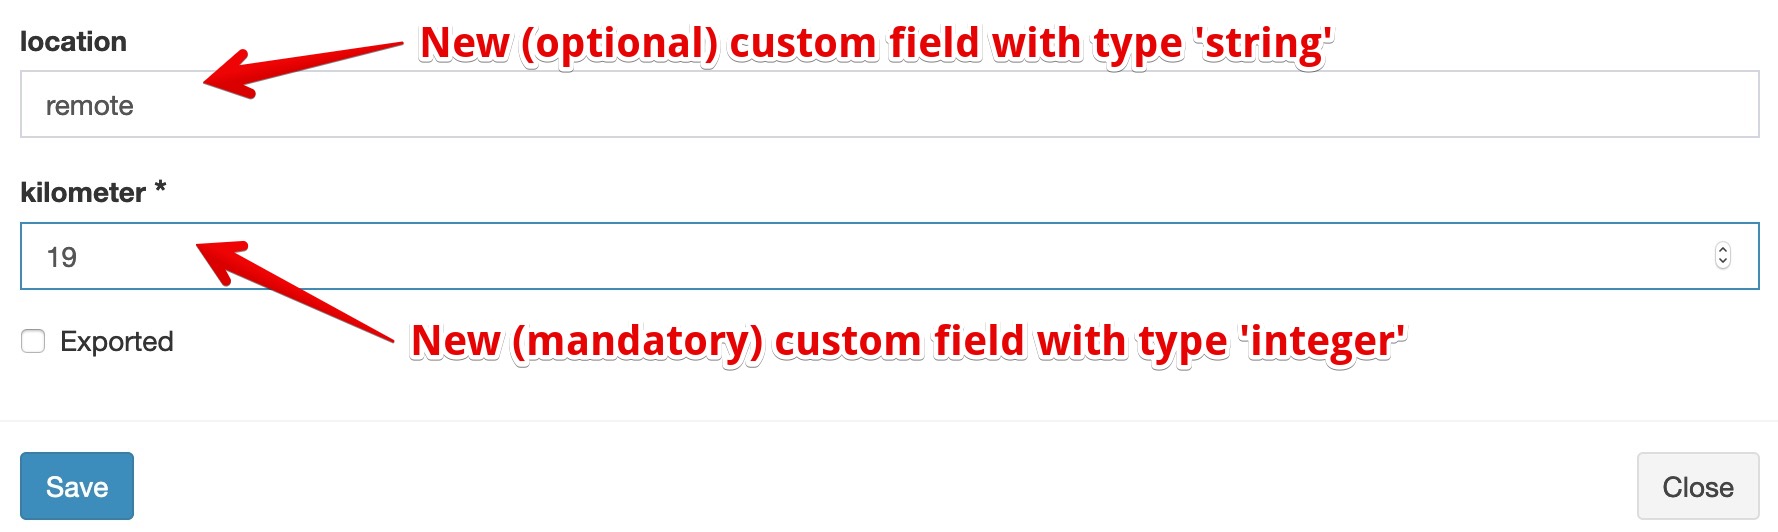 location
New (optional) custom field with type 'string'
remote
kilometer *
19
Exported
New (mandatory) custom field with type 'integer'
Save
Close